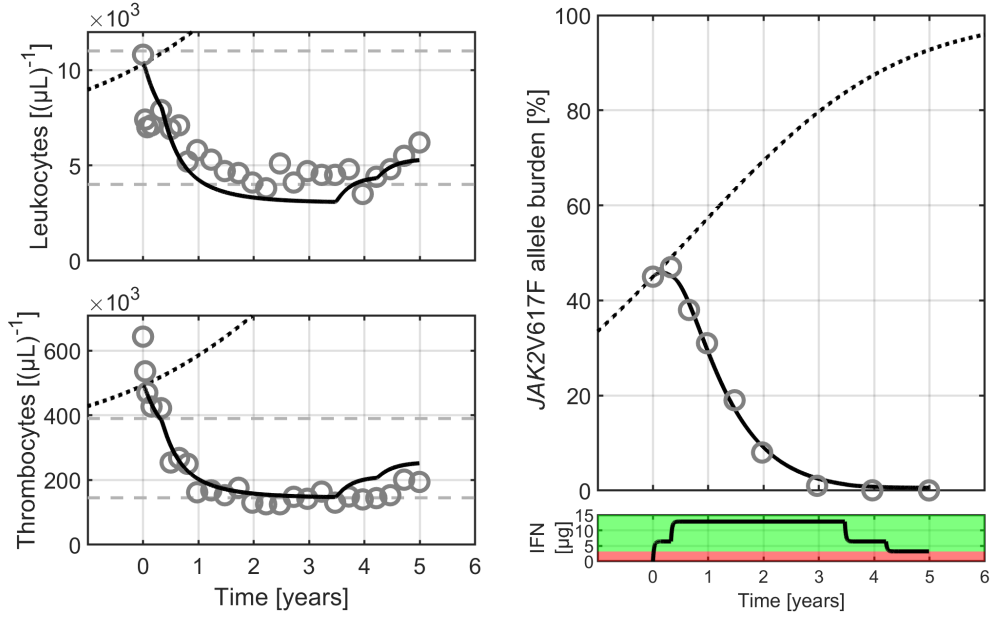 ×10³
Leukocytes [(µL)⁻¹]
10
5
0
×10³
Thrombocytes [(µL)⁻¹]
600
400
200
0
0 1 2 3 4 5 6
Time [years]
JAK2V617F allele burden [%]
100
80
60
40
20
0
IFN
[µg]
15
10
5
0
0 1 2 3 4 5 6
Time [years]